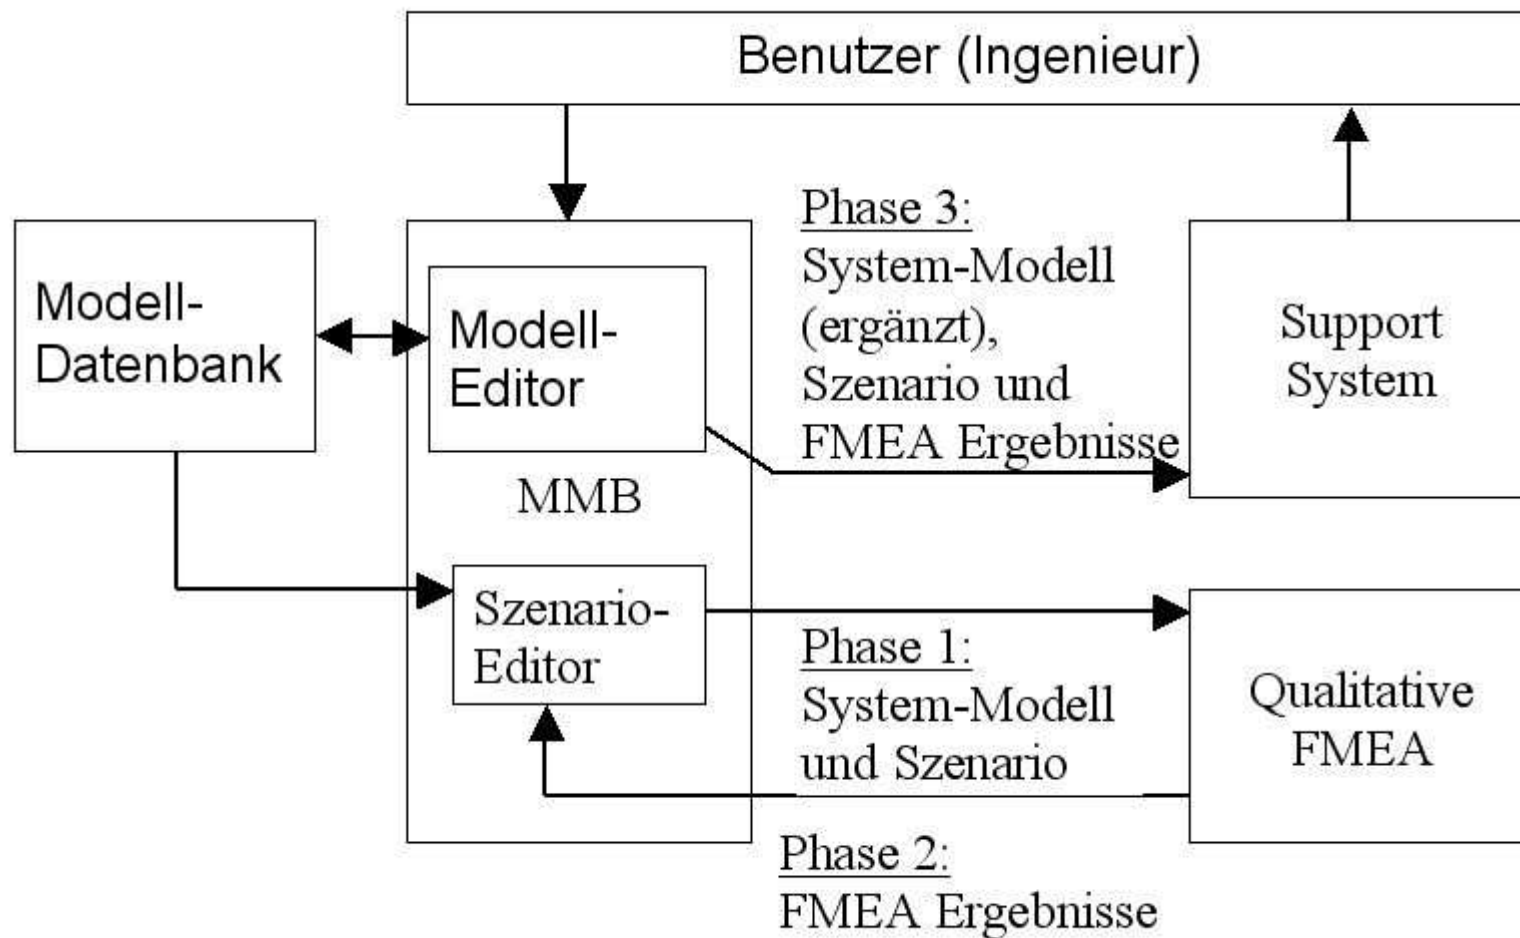 Benutzer (Ingenieur)
Modell-
Datenbank
Modell-
Editor
MMB
Szenario-
Editor
Phase 3:
System-Modell
(ergänzt),
Szenario und
FMEA Ergebnisse
Support
System
Phase 1:
System-Modell
und Szenario
Qualitative
FMEA
Phase 2:
FMEA Ergebnisse